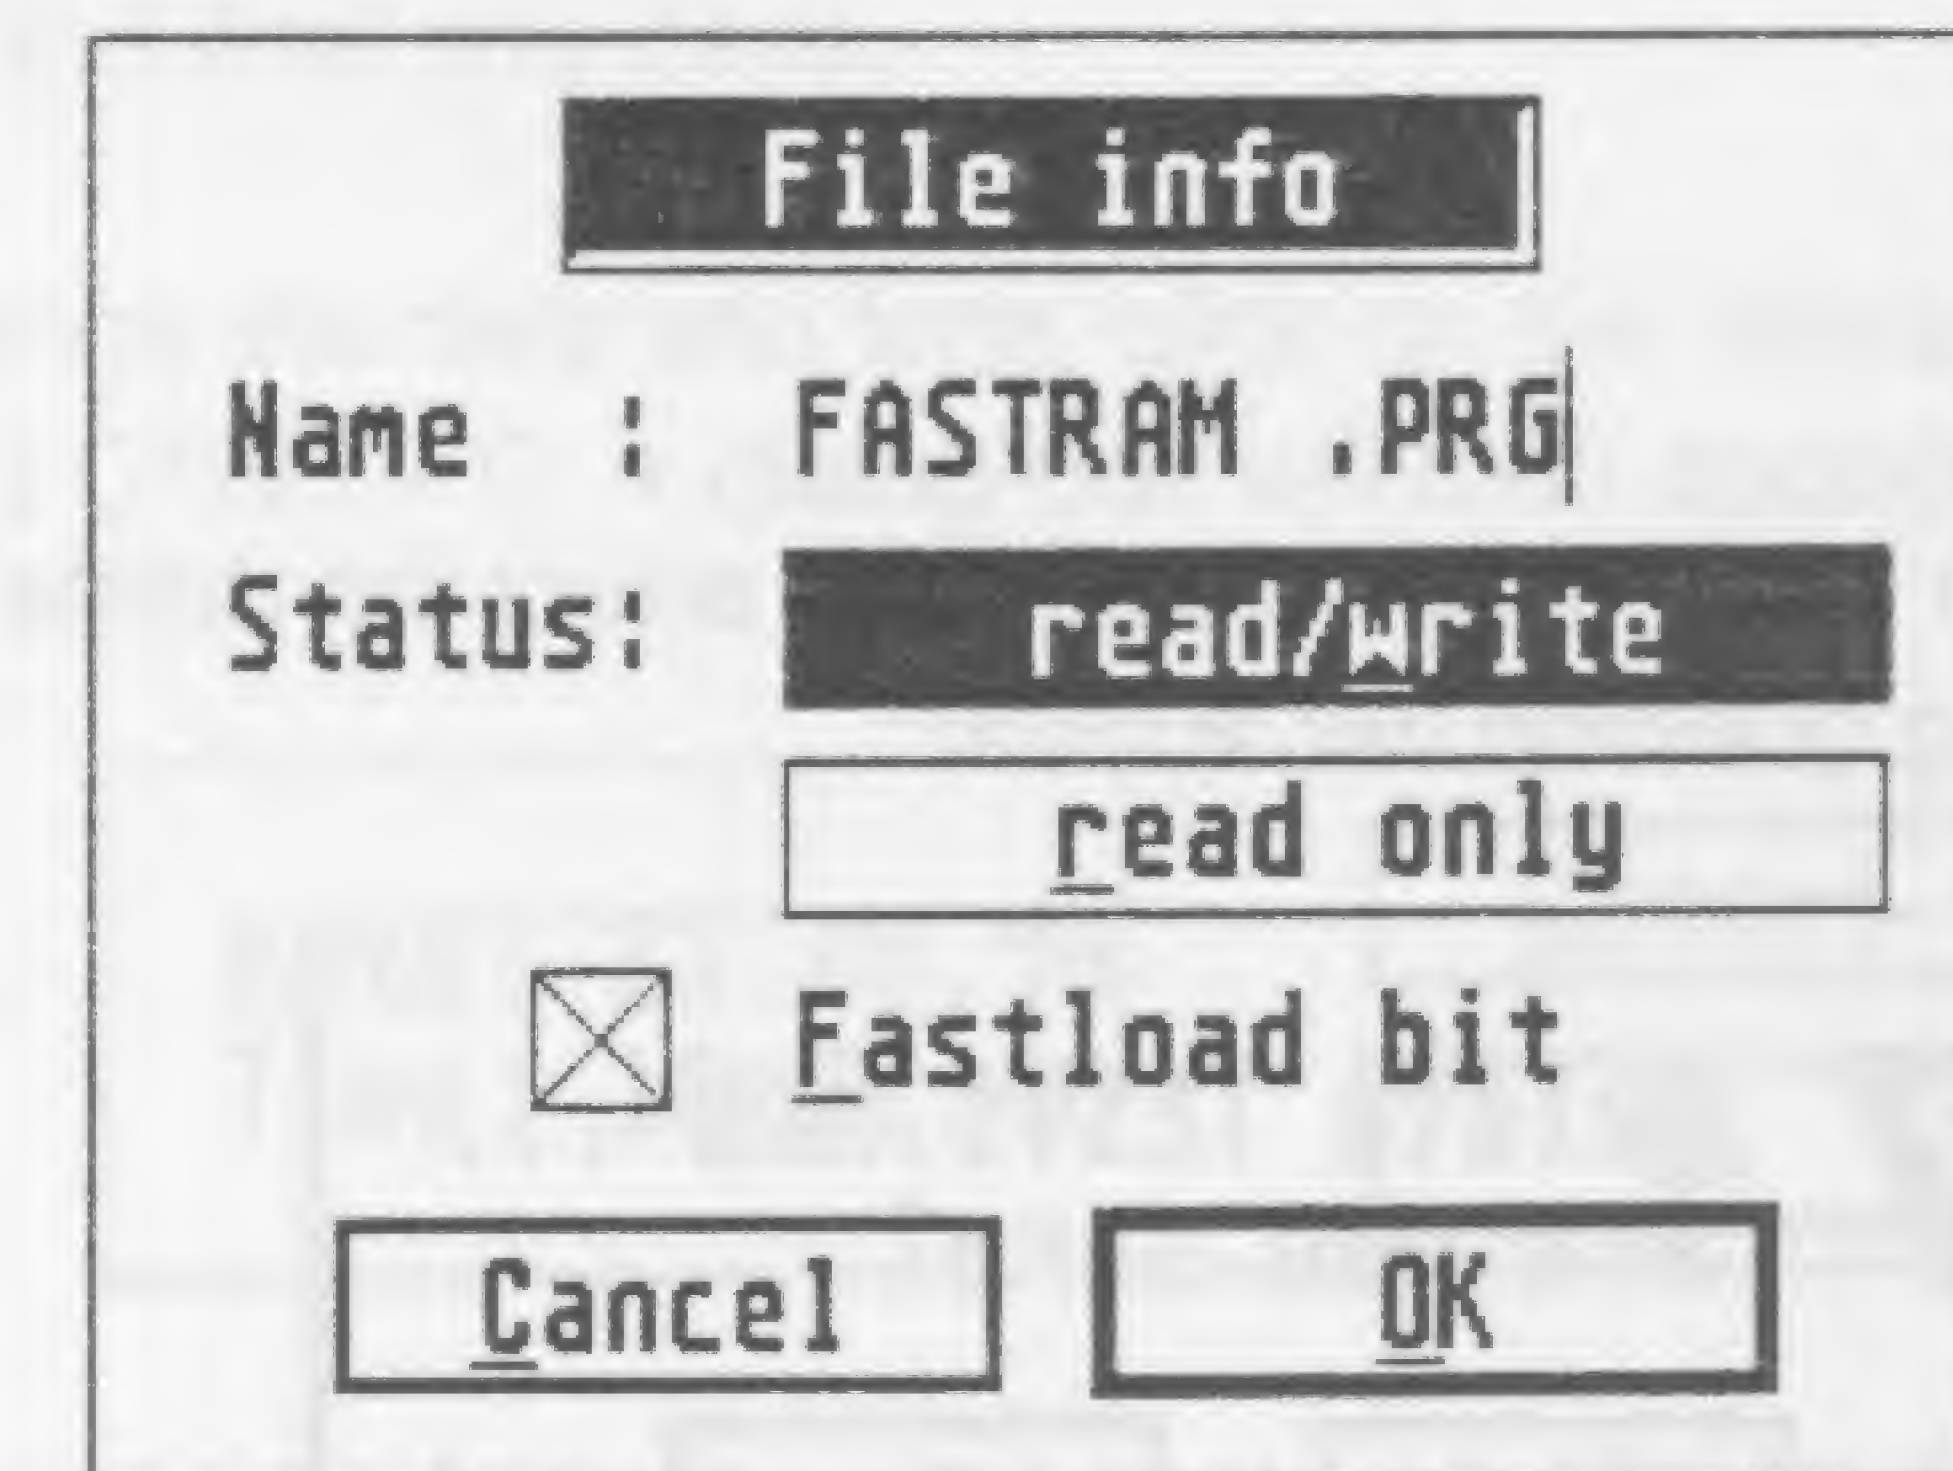 File info
Name : FASTRAM .PRG
Status: read/write
read only
Fastload bit
Cancel OK